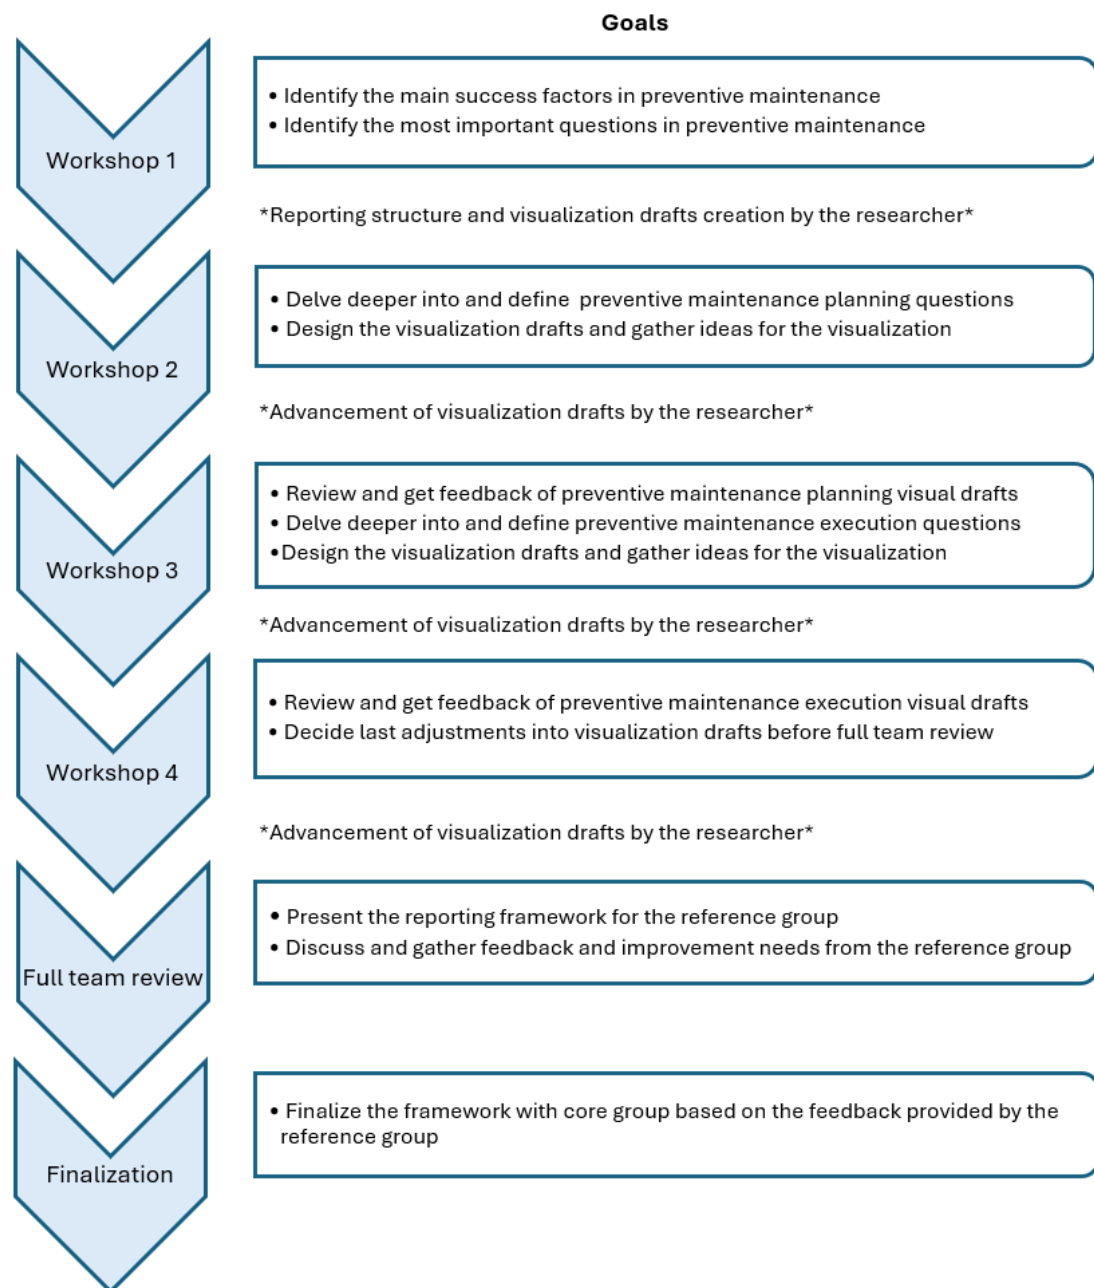 Goals
Workshop 1
• Identify the main success factors in preventive maintenance
• Identify the most important questions in preventive maintenance
*Reporting structure and visualization drafts creation by the researcher*
Workshop 2
• Delve deeper into and define  preventive maintenance planning questions
• Design the visualization drafts and gather ideas for the visualization
*Advancement of visualization drafts by the researcher*
Workshop 3
• Review and get feedback of preventive maintenance planning visual drafts
• Delve deeper into and define preventive maintenance execution questions
•Design the visualization drafts and gather ideas for the visualization
*Advancement of visualization drafts by the researcher*
Workshop 4
• Review and get feedback of preventive maintenance execution visual drafts
• Decide last adjustments into visualization drafts before full team review
*Advancement of visualization drafts by the researcher*
Full team review
• Present the reporting framework for the reference group
• Discuss and gather feedback and improvement needs from the reference group
Finalization
• Finalize the framework with core group based on the feedback provided by the
reference group